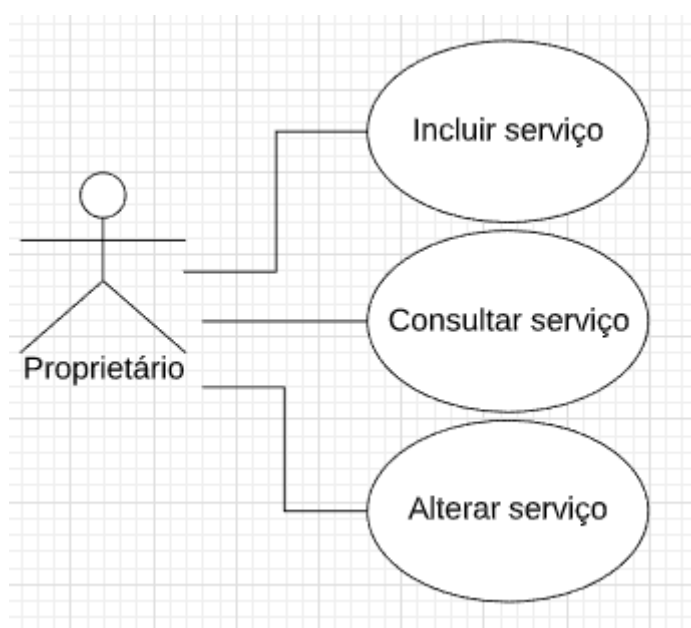 Incluir serviço
Consultar serviço
Proprietário
Alterar serviço